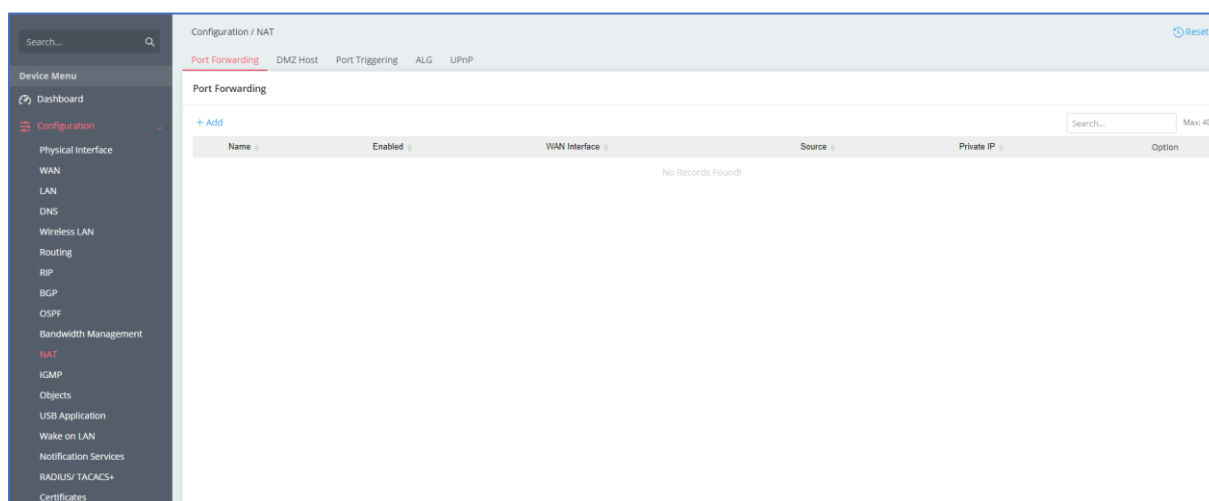 Search...
Device Menu
Dashboard
Configuration
Physical Interface
WAN
LAN
DNS
Wireless LAN
Routing
RIP
BGP
OSPF
Bandwidth Management
NAT
IGMP
Objects
USB Application
Wake on LAN
Notification Services
RADIUS/ TACACS+
Certificates
Configuration / NAT
Reset
Port Forwarding DMZ Host Port Triggering ALG UPnP
Port Forwarding
+ Add
Search...
Max: 40
Name Enabled WAN Interface Source Private IP Option
No Records Found!